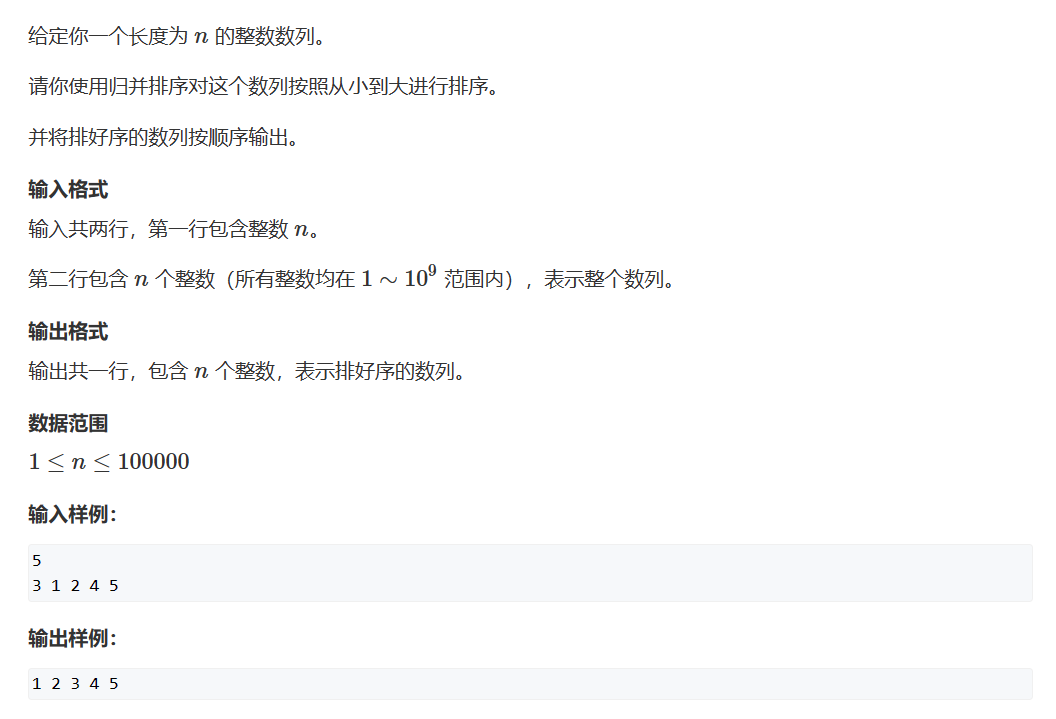 给定你一个长度为 n 的整数数列。
请你使用归并排序对这个数列按照从小到大进行排序。
并将排好序的数列按顺序输出。
输入格式
输入共两行，第一行包含整数 n。
第二行包含 n 个整数（所有整数均在 1 ∼ 10⁹ 范围内），表示整个数列。
输出格式
输出共一行，包含 n 个整数，表示排好序的数列。
数据范围
1 ≤ n ≤ 100000
输入样例：
5
3 1 2 4 5
输出样例：
1 2 3 4 5